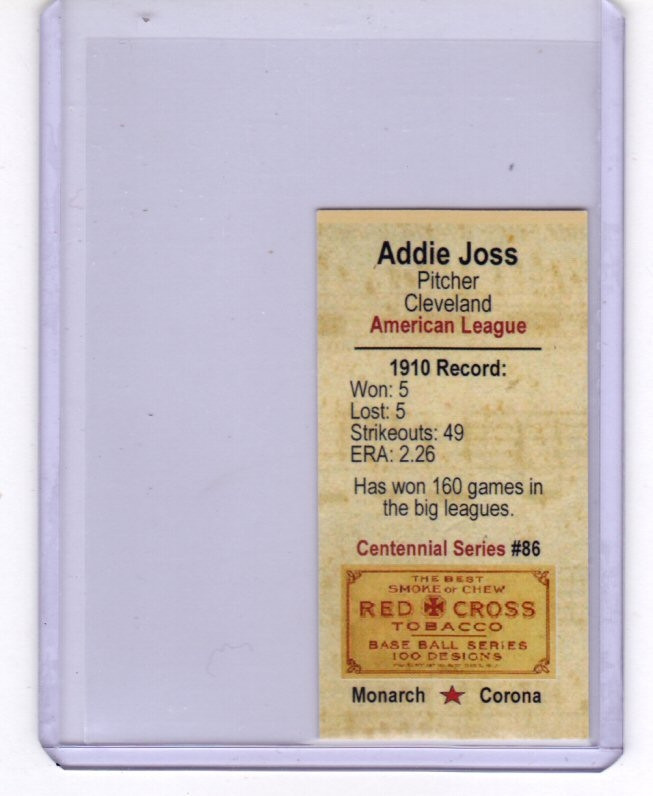 Addie Joss
Pitcher
Cleveland
American League
1910 Record:
Won: 5
Lost: 5
Strikeouts: 49
ERA: 2.26
Has won 160 games in
the big leagues.
Centennial Series #86
THE BEST
SMOKE or CHEW
RED CROSS
TOBACCO
BASE BALL SERIES
100 DESIGNS
Monarch Corona